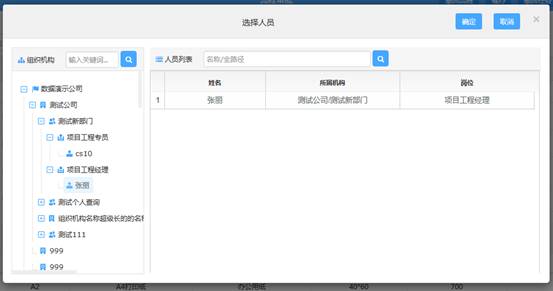 选择人员
确定
取消
组织机构
输入关键词...
人员列表
名称/全路径
数据演示公司
测试公司
测试新部门
项目工程专员
cs10
项目工程经理
张丽
测试个人查询
组织机构名称超级长的的名称
测试111
999
999
姓名 所属机构 岗位
1 张丽 测试公司/测试新部门 项目工程经理
A2 A4打印纸 办公用纸 40*60 700